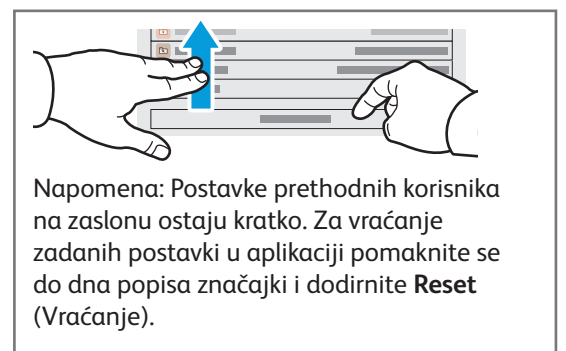 Napomena: Postavke prethodnih korisnika
na zaslonu ostaju kratko. Za vraćanje
zadanih postavki u aplikaciji pomaknite se
do dna popisa značajki i dodirnite Reset
(Vraćanje).